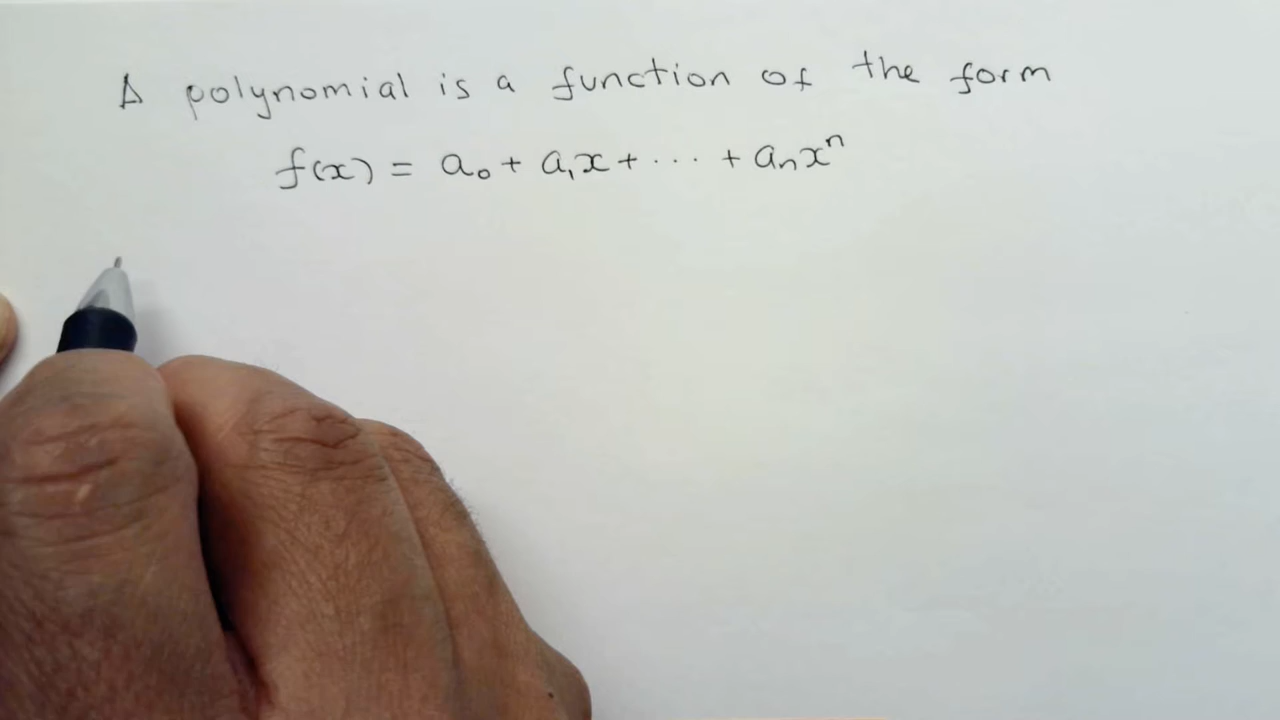 A polynomial is a function of the form
f(x) = a₀ + a₁x + ··· + aₙxⁿ